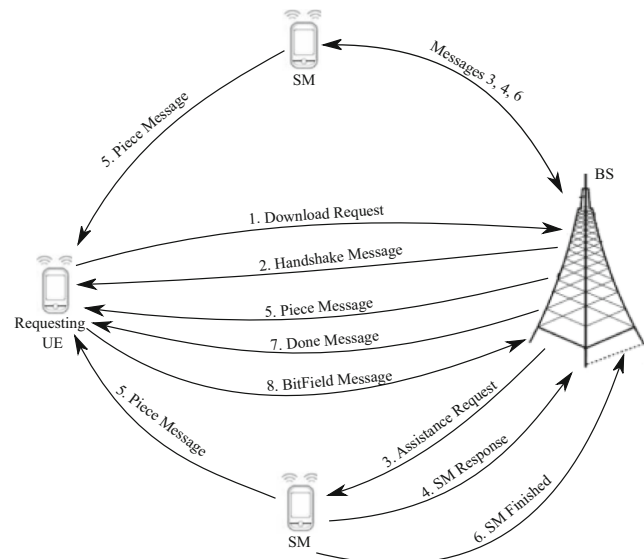 SM
Messages 3, 4, 6
5. Piece Message
BS
1. Download Request
2. Handshake Message
5. Piece Message
Requesting
UE
7. Done Message
8. BitField Message
5. Piece Message
3. Assistance Request
4. SM Response
6. SM Finished
SM